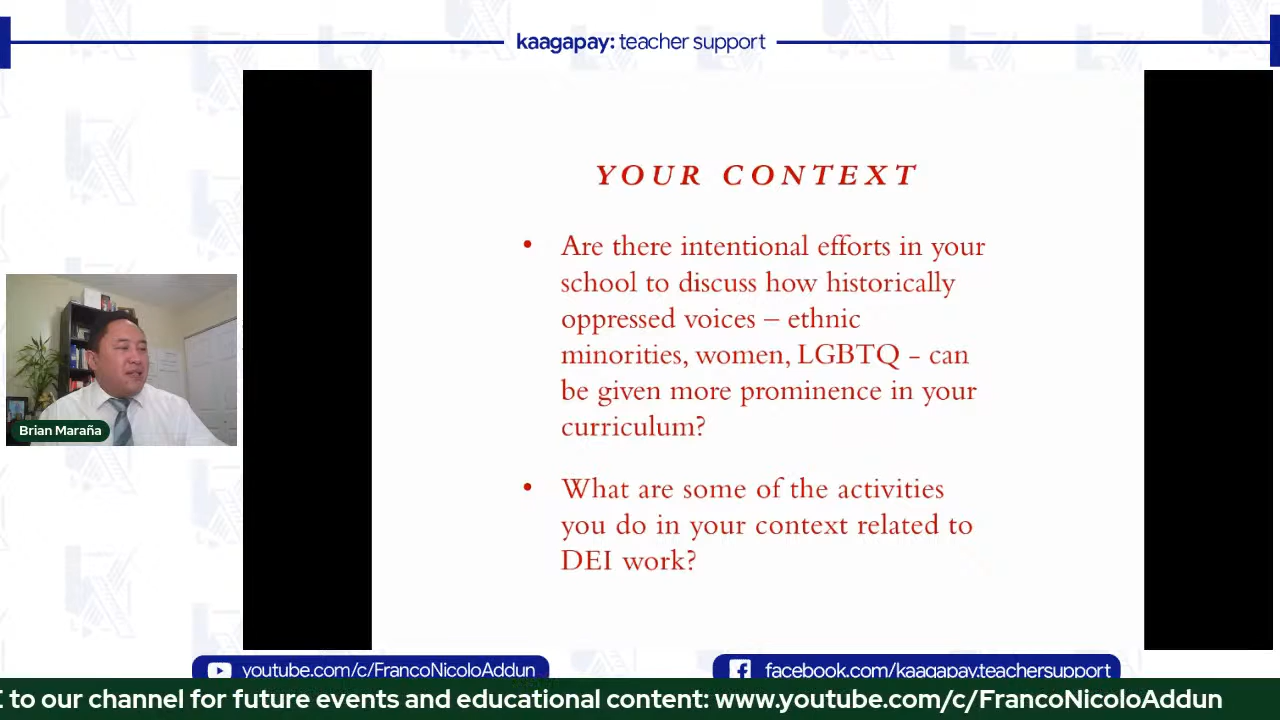 kaagapay: teacher support
YOUR CONTEXT
• Are there intentional efforts in your
school to discuss how historically
oppressed voices – ethnic
minorities, women, LGBTQ - can
be given more prominence in your
curriculum?
• What are some of the activities
you do in your context related to
DEI work?
Brian Maraña
youtube.com/c/FrancoNicoloAddun
facebook.com/kaagapay.teachersupport
to our channel for future events and educational content: www.youtube.com/c/FrancoNicoloAddun